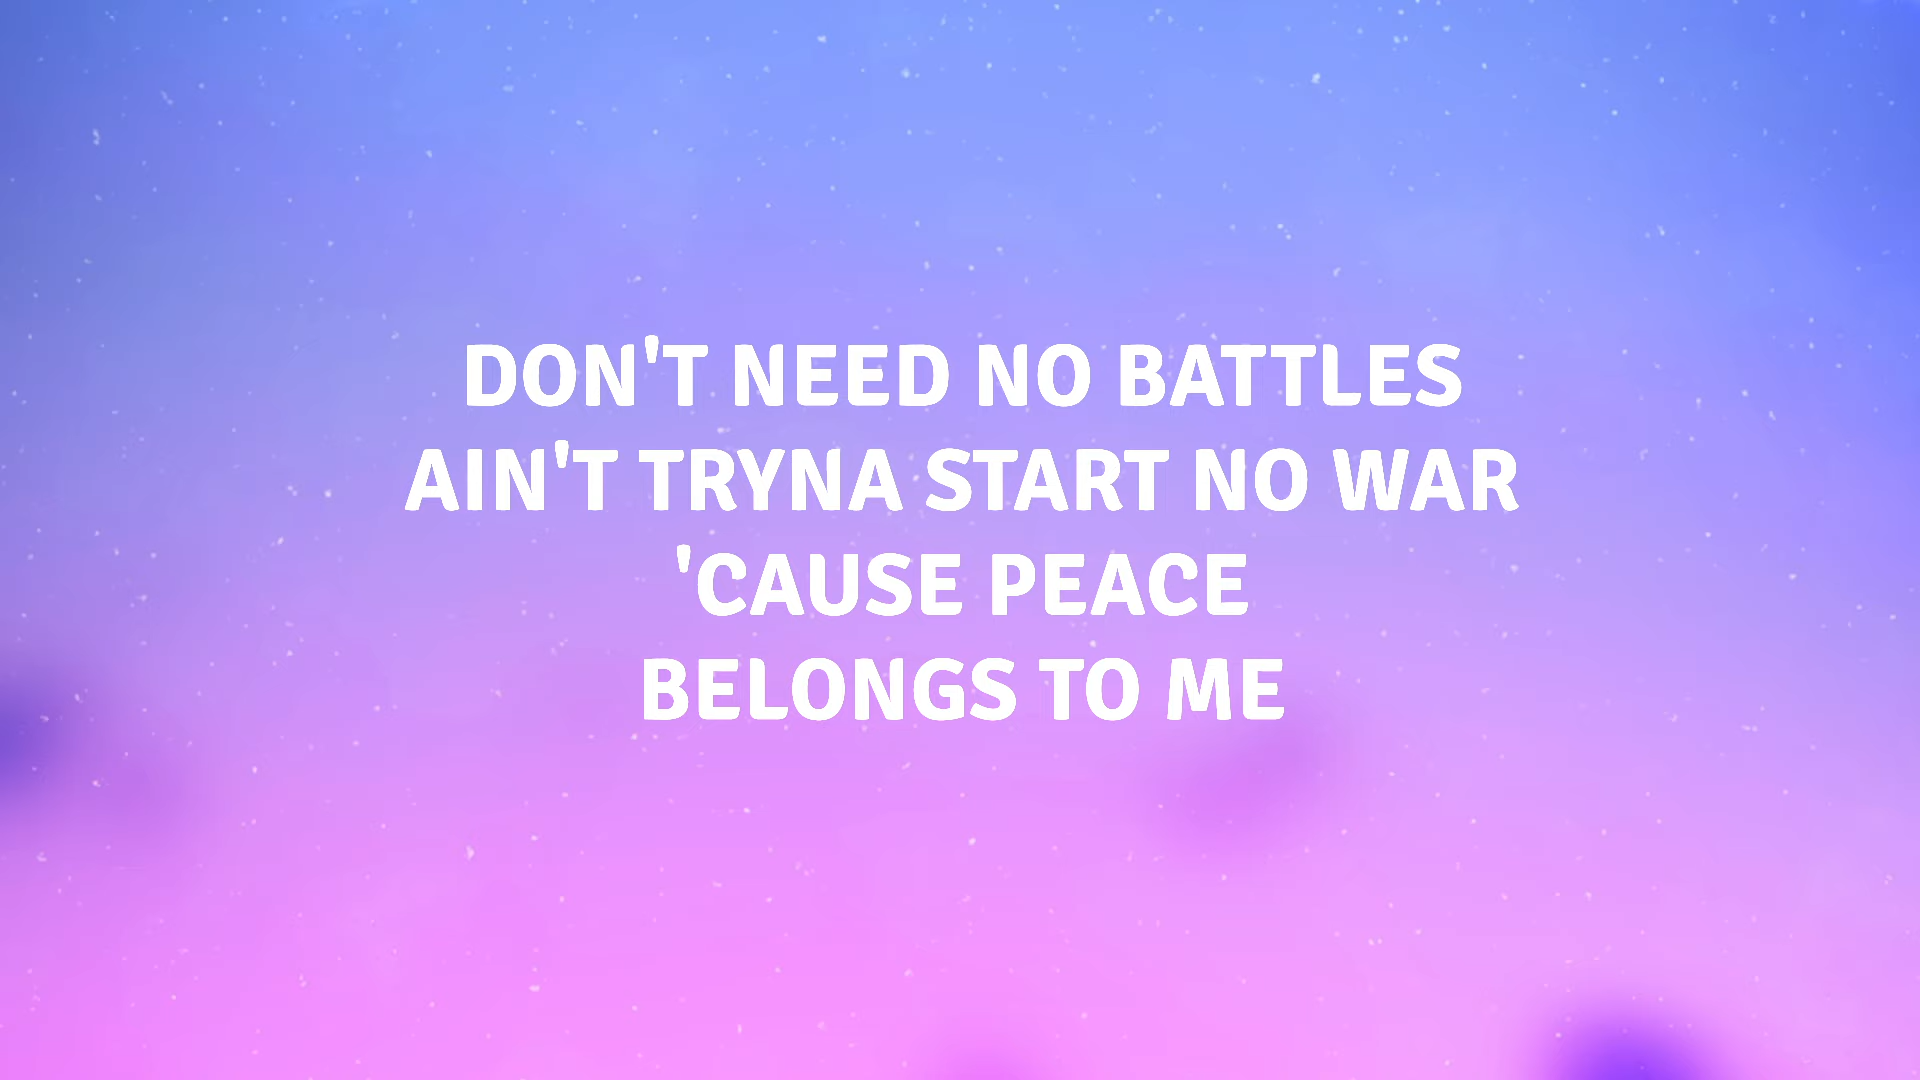 DON'T NEED NO BATTLES
AIN'T TRYNA START NO WAR
'CAUSE PEACE
BELONGS TO ME